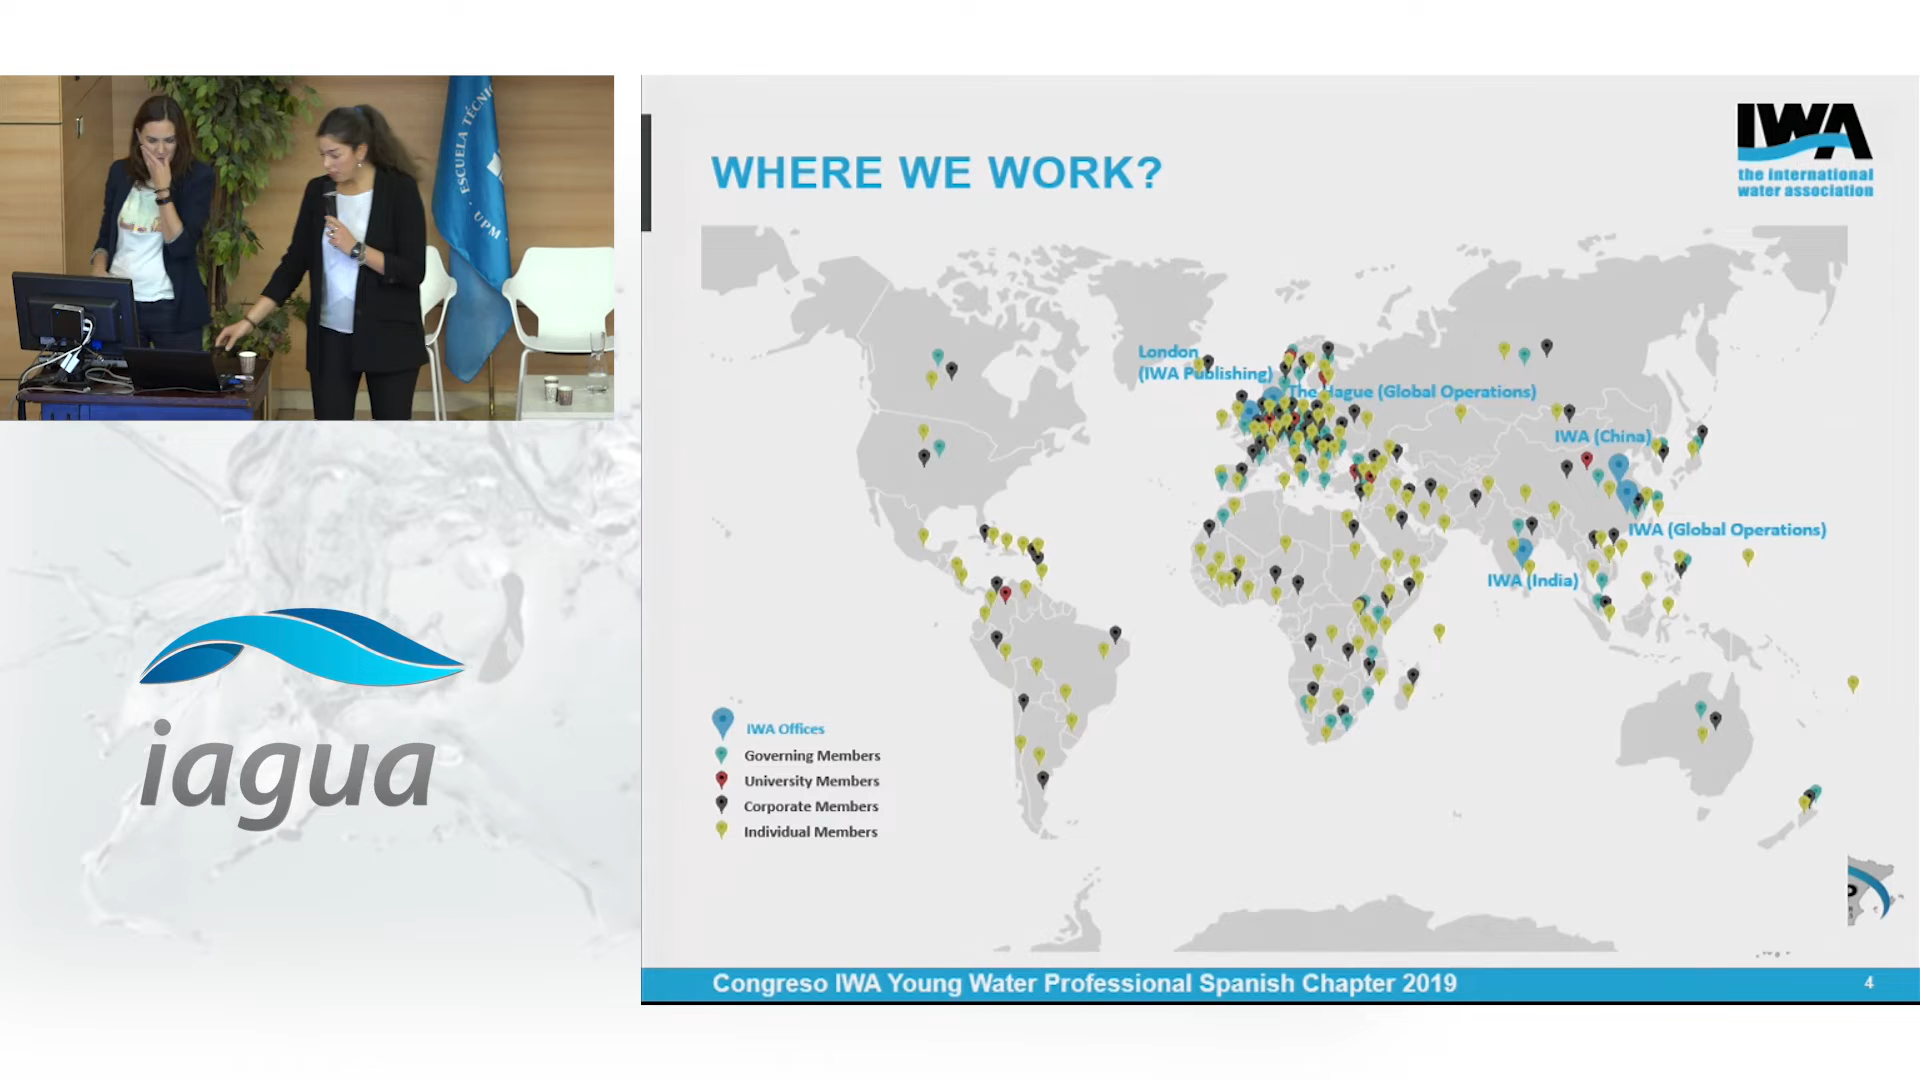 ESCUELA TÉCNIC
· UPM ·
iagua
WHERE WE WORK?
IWA
the international
water association
London
(IWA Publishing)
The Hague (Global Operations)
IWA (China)
IWA (Global Operations)
IWA (India)
IWA Offices
Governing Members
University Members
Corporate Members
Individual Members
Congreso IWA Young Water Professional Spanish Chapter 2019
4